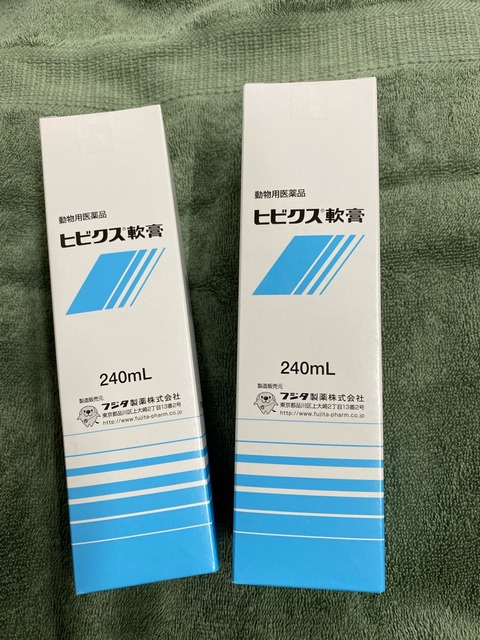 動物用医薬品
ヒビクス®軟膏
240mL
製造販売元
フジタ製薬株式会社
東京都品川区上大崎2丁目13番2号
http://www.fujita-pharm.co.jp
動物用医薬品
ヒビクス®軟膏
240mL
製造販売元
フジタ製薬株式会社
東京都品川区上大崎2丁目13番2号
http://www.fujita-pharm.co.jp